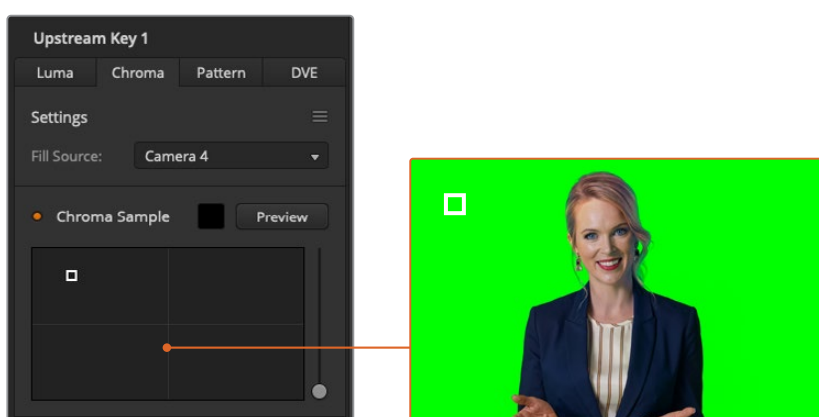 Upstream Key 1
Luma Chroma Pattern DVE
Settings
Fill Source: Camera 4
Chroma Sample Preview